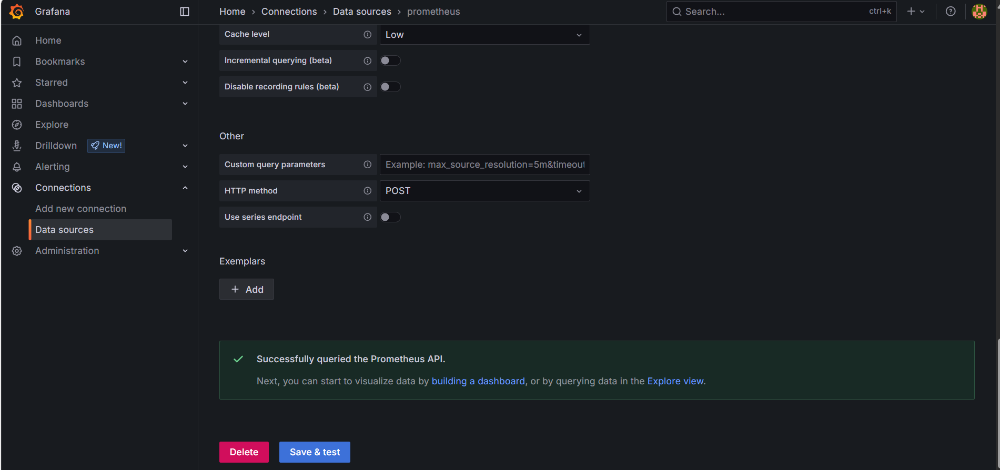 Grafana
Home › Connections › Data sources › prometheus
Search...
ctrl+k
Home
Bookmarks
Starred
Dashboards
Explore
Drilldown
New!
Alerting
Connections
Add new connection
Data sources
Administration
Cache level
Low
Incremental querying (beta)
Disable recording rules (beta)
Other
Custom query parameters
Example: max_source_resolution=5m&timeout
HTTP method
POST
Use series endpoint
Exemplars
+ Add
Successfully queried the Prometheus API.
Next, you can start to visualize data by building a dashboard, or by querying data in the Explore view.
Delete
Save & test